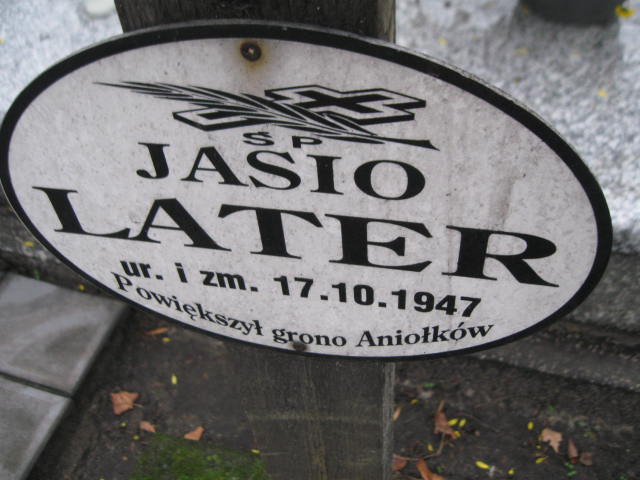 ŚP
JASIO
LATER
ur. i zm. 17.10.1947
Powiększył grono Aniołków